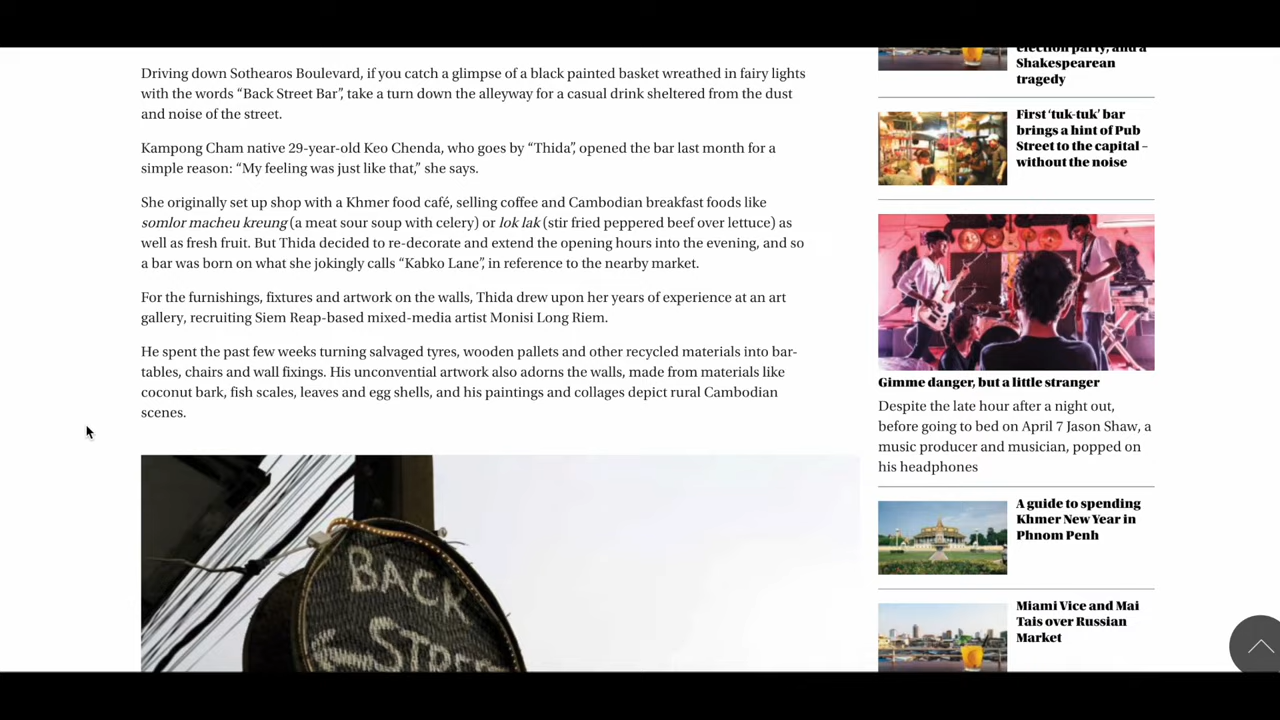 Driving down Sothearos Boulevard, if you catch a glimpse of a black painted basket wreathed in fairy lights
with the words “Back Street Bar”, take a turn down the alleyway for a casual drink sheltered from the dust
and noise of the street.
Kampong Cham native 29-year-old Keo Chenda, who goes by “Thida”, opened the bar last month for a
simple reason: “My feeling was just like that,” she says.
She originally set up shop with a Khmer food café, selling coffee and Cambodian breakfast foods like
somlor macheu kreung (a meat sour soup with celery) or lok lak (stir fried peppered beef over lettuce) as
well as fresh fruit. But Thida decided to re-decorate and extend the opening hours into the evening, and so
a bar was born on what she jokingly calls “Kabko Lane”, in reference to the nearby market.
For the furnishings, fixtures and artwork on the walls, Thida drew upon her years of experience at an art
gallery, recruiting Siem Reap-based mixed-media artist Monisi Long Riem.
He spent the past few weeks turning salvaged tyres, wooden pallets and other recycled materials into bar-
tables, chairs and wall fixings. His unconvential artwork also adorns the walls, made from materials like
coconut bark, fish scales, leaves and egg shells, and his paintings and collages depict rural Cambodian
scenes.
BACK
STREE
election party, and a
Shakespearean
tragedy
First ‘tuk-tuk’ bar
brings a hint of Pub
Street to the capital –
without the noise
Gimme danger, but a little stranger
Despite the late hour after a night out,
before going to bed on April 7 Jason Shaw, a
music producer and musician, popped on
his headphones
A guide to spending
Khmer New Year in
Phnom Penh
Miami Vice and Mai
Tais over Russian
Market